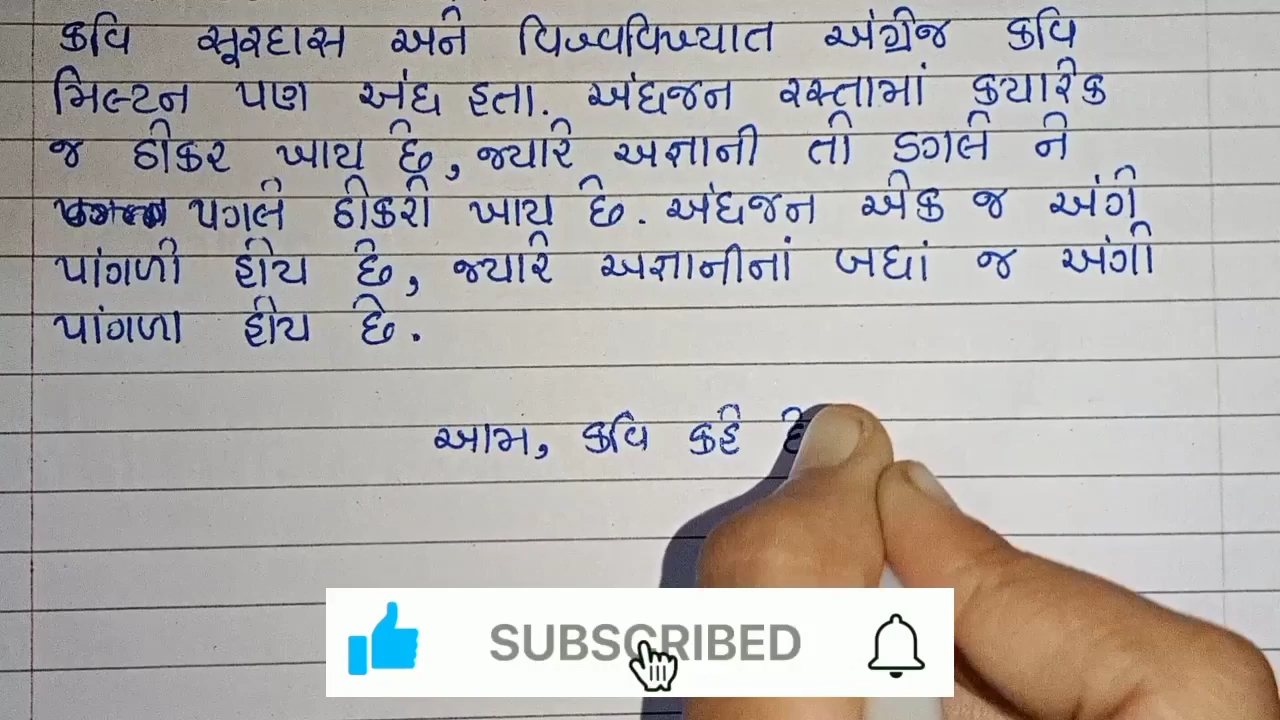 કવિ સૂરદાસ અને વિશ્વવિખ્યાત અંગ્રેજ કવિ
મિલ્ટન પણ અંધ હતા. અંધજન રસ્તામાં ક્યારેક
જ ઠોકર ખાય છે, જ્યારે અજ્ઞાની તો ડગલે ને
પગલે ઠોકરો ખાય છે. અંધજન એક જ અંગે
પાંગળો હોય છે, જ્યારે અજ્ઞાનીનાં બધાં જ અંગો
પાંગળા હોય છે.
આમ, કવિ કહે
SUBSCRIBED